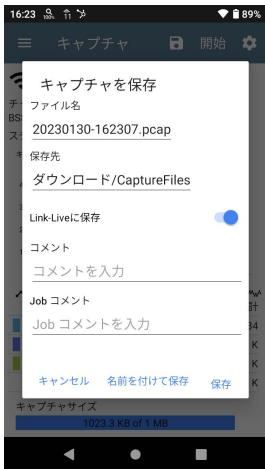 16:23 100% 11 89%
キャプチャ 開始
キャプチャを保存
ファイル名
20230130-162307.pcap
保存先
ダウンロード/CaptureFiles
Link-Liveに保存
コメント
コメントを入力
Job コメント
Job コメントを入力
キャンセル 名前を付けて保存 保存
キャプチャサイズ
1023.3 KB of 1 MB